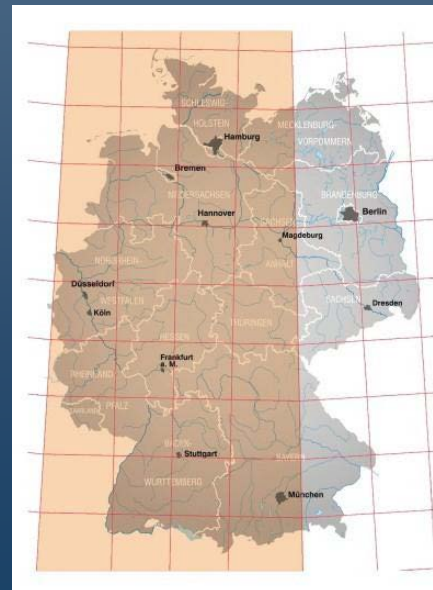 SCHLESWIG-
HOLSTEIN
Hamburg
MECKLENBURG-
VORPOMMERN
Bremen
NIEDERSACHSEN
BRANDENBURG
Berlin
Hannover
SACHSEN-
Magdeburg
ANHALT
NORDRHEIN-
Düsseldorf
WESTFALEN
Köln
SACHSEN
Dresden
THÜRINGEN
HESSEN
Frankfurt
a. M.
RHEINLAND
PFALZ
SAARLAND
BADEN-
Stuttgart
WÜRTTEMBERG
BAYERN
München